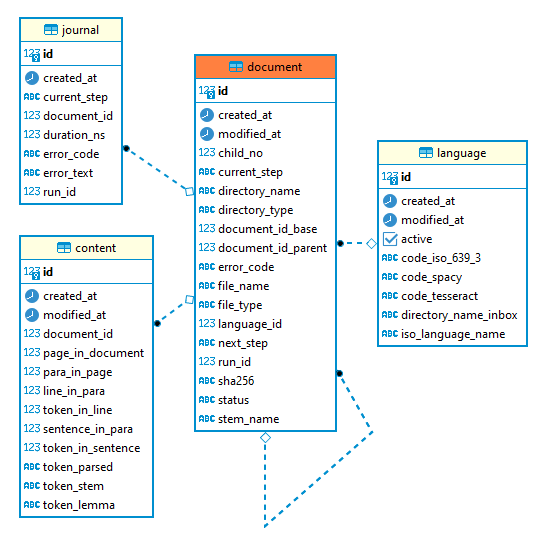 journal
123 id
created_at
ABC current_step
123 document_id
123 duration_ns
ABC error_code
ABC error_text
123 run_id
document
123 id
created_at
modified_at
123 child_no
ABC current_step
ABC directory_name
ABC directory_type
123 document_id_base
123 document_id_parent
ABC error_code
ABC file_name
ABC file_type
123 language_id
ABC next_step
123 run_id
ABC sha256
ABC status
ABC stem_name
language
123 id
created_at
modified_at
active
ABC code_iso_639_3
ABC code_spacy
ABC code_tesseract
ABC directory_name_inbox
ABC iso_language_name
content
123 id
created_at
modified_at
123 document_id
123 page_in_document
123 para_in_page
123 line_in_para
123 token_in_line
123 sentence_in_para
123 token_in_sentence
ABC token_parsed
ABC token_stem
ABC token_lemma